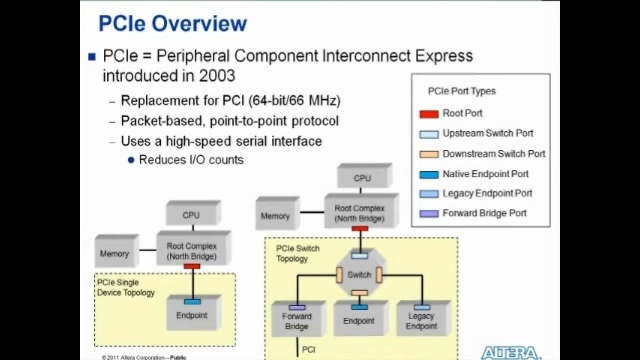 PCIe Overview
PCIe = Peripheral Component Interconnect Express
introduced in 2003
– Replacement for PCI (64-bit/66 MHz)
– Packet-based, point-to-point protocol
– Uses a high-speed serial interface
• Reduces I/O counts
PCIe Port Types
Root Port
Upstream Switch Port
Downstream Switch Port
Native Endpoint Port
Legacy Endpoint Port
Forward Bridge Port
CPU
Memory
Root Complex
(North Bridge)
PCIe Single
Device Topology
Endpoint
CPU
Memory
Root Complex
(North Bridge)
PCIe Switch
Topology
Switch
Forward
Bridge
Endpoint
Legacy
Endpoint
PCI
© 2011 Altera Corporation—Public
ALTERA